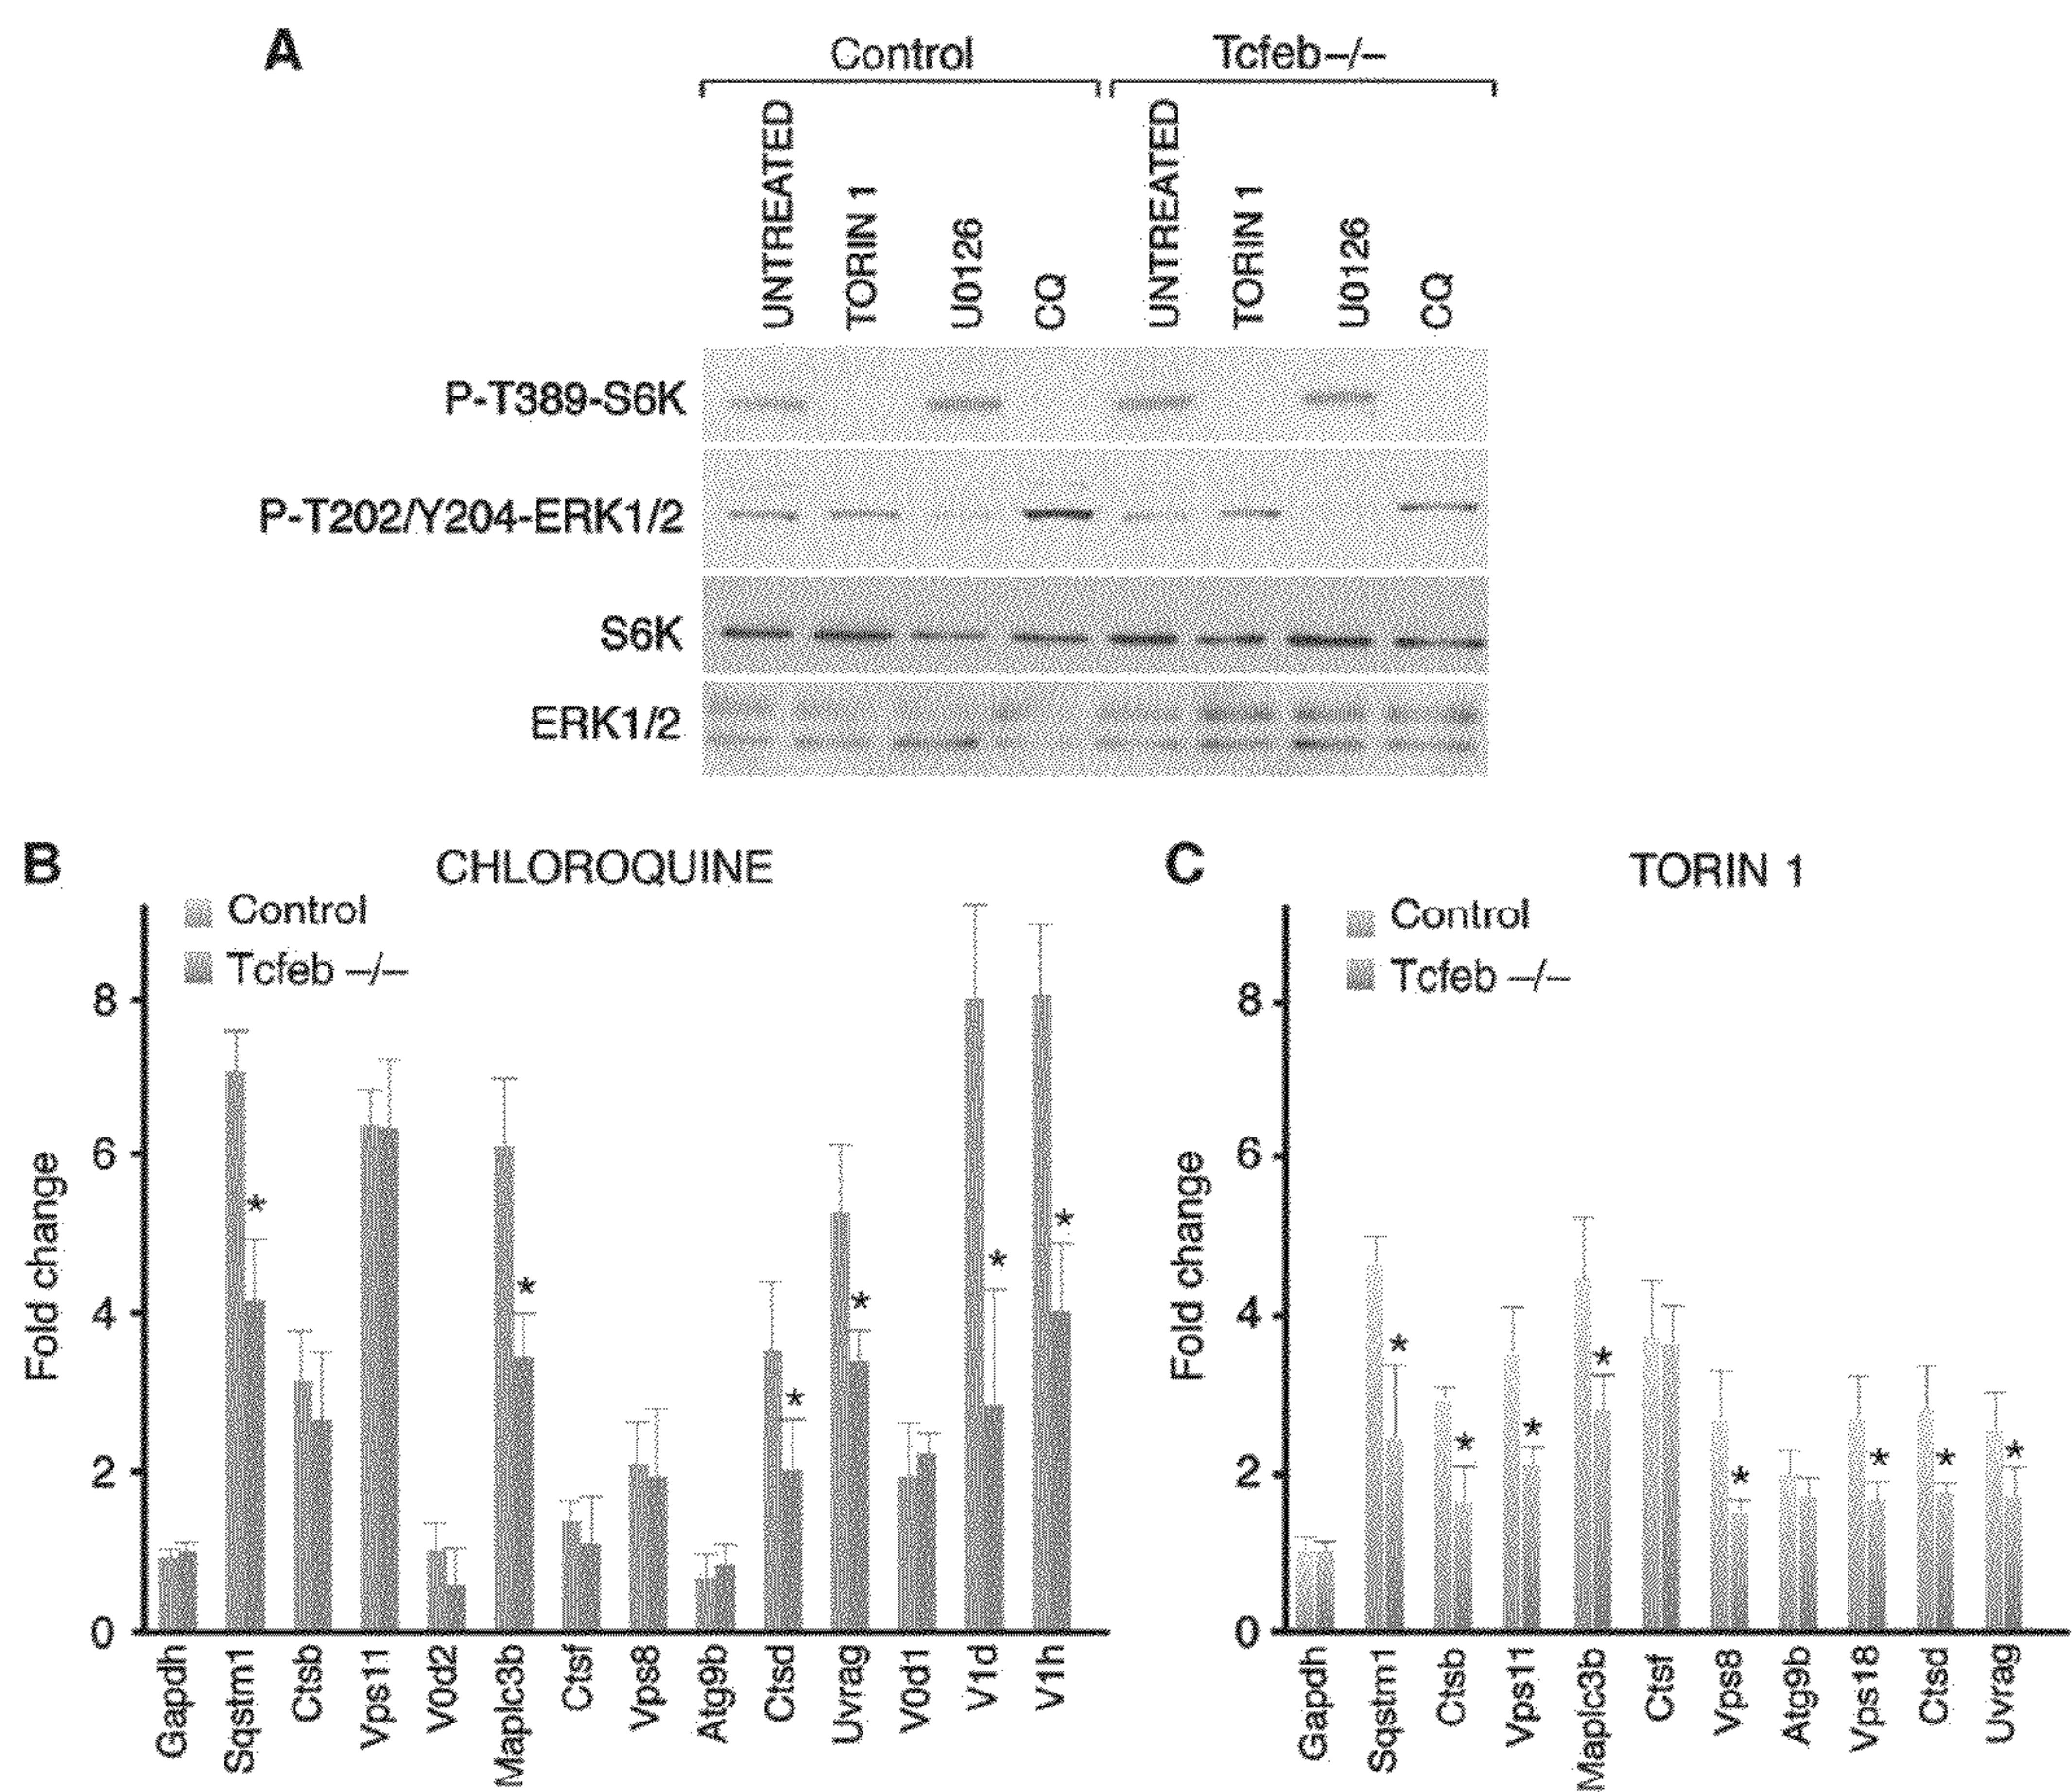 A
Control
Tcfeb–/–
UNTREATED
TORIN 1
U0126
CQ
UNTREATED
TORIN 1
U0126
CQ
P-T389-S6K
P-T202/Y204-ERK1/2
S6K
ERK1/2
B
CHLOROQUINE
Control
Tcfeb –/–
Fold change
8
6
4
2
0
*
*
*
*
*
*
Gapdh
Sqstm1
Ctsb
Vps11
V0d2
Maplc3b
Ctsf
Vps8
Atg9b
Ctsd
Uvrag
V0d1
V1d
V1h
C
TORIN 1
Control
Tcfeb –/–
Fold change
8
6
4
2
0
*
*
*
*
*
*
*
*
Gapdh
Sqstm1
Ctsb
Vps11
Maplc3b
Ctsf
Vps8
Atg9b
Vps18
Ctsd
Uvrag